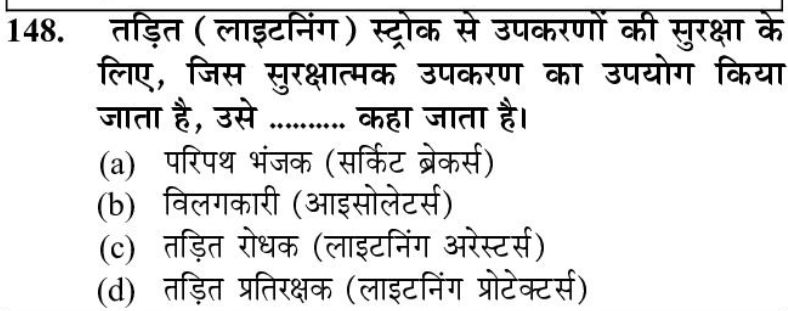 148. तड़ित ( लाइटनिंग ) स्ट्रोक से उपकरणों की सुरक्षा के
लिए, जिस सुरक्षात्मक उपकरण का उपयोग किया
जाता है, उसे ........... कहा जाता है।
(a) परिपथ भंजक (सर्किट ब्रेकर्स)
(b) विलगकारी (आइसोलेटर्स)
(c) तड़ित रोधक (लाइटनिंग अरेस्टर्स)
(d) तड़ित प्रतिरक्षक (लाइटनिंग प्रोटेक्टर्स)